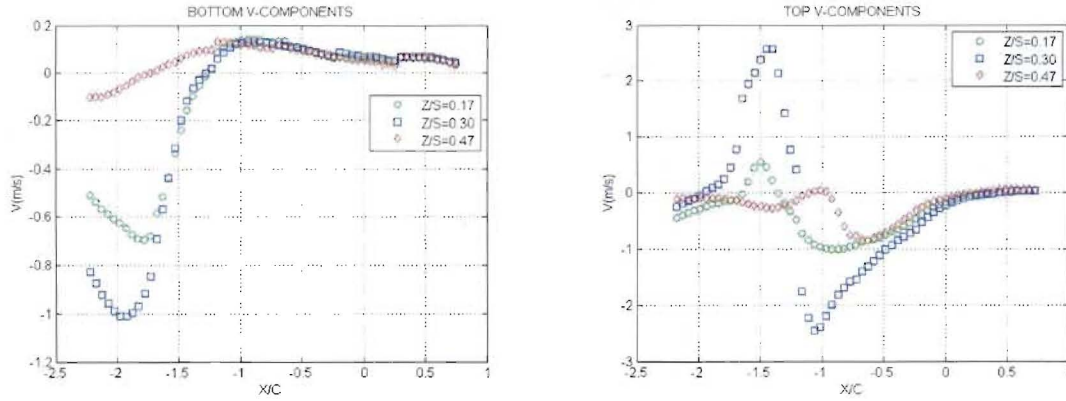 BOTTOM V-COMPONENTS
0.2
0
-0.2
-0.4
-0.6
-0.8
-1
-1.2
V(m/s)
Z/S=0.17
Z/S=0.30
Z/S=0.47
-2.5 -2 -1.5 -1 -0.5 0 0.5 1
X/C
TOP V-COMPONENTS
3
2
1
0
-1
-2
-3
V(m/s)
Z/S=0.17
Z/S=0.30
Z/S=0.47
-2.5 -2 -1.5 -1 -0.5 0 0.5 1
X/C